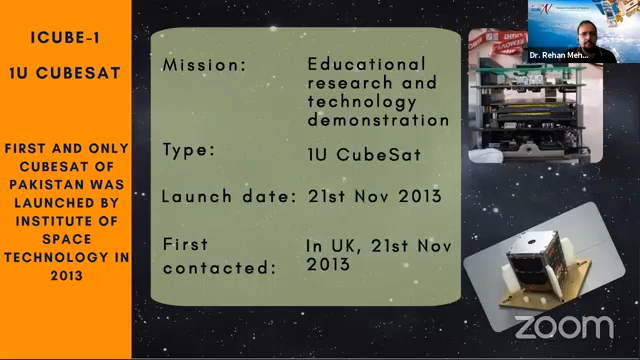 ICUBE-1
1U CUBESAT
FIRST AND ONLY
CUBESAT OF
PAKISTAN WAS
LAUNCHED BY
INSTITUTE OF
SPACE
TECHNOLOGY IN
2013
Mission:
Educational
research and
technology
demonstration
Type:
1U CubeSat
Launch date: 21st Nov 2013
First
contacted:
In UK, 21st Nov
2013
Dr. Rehan Meh...
zoom